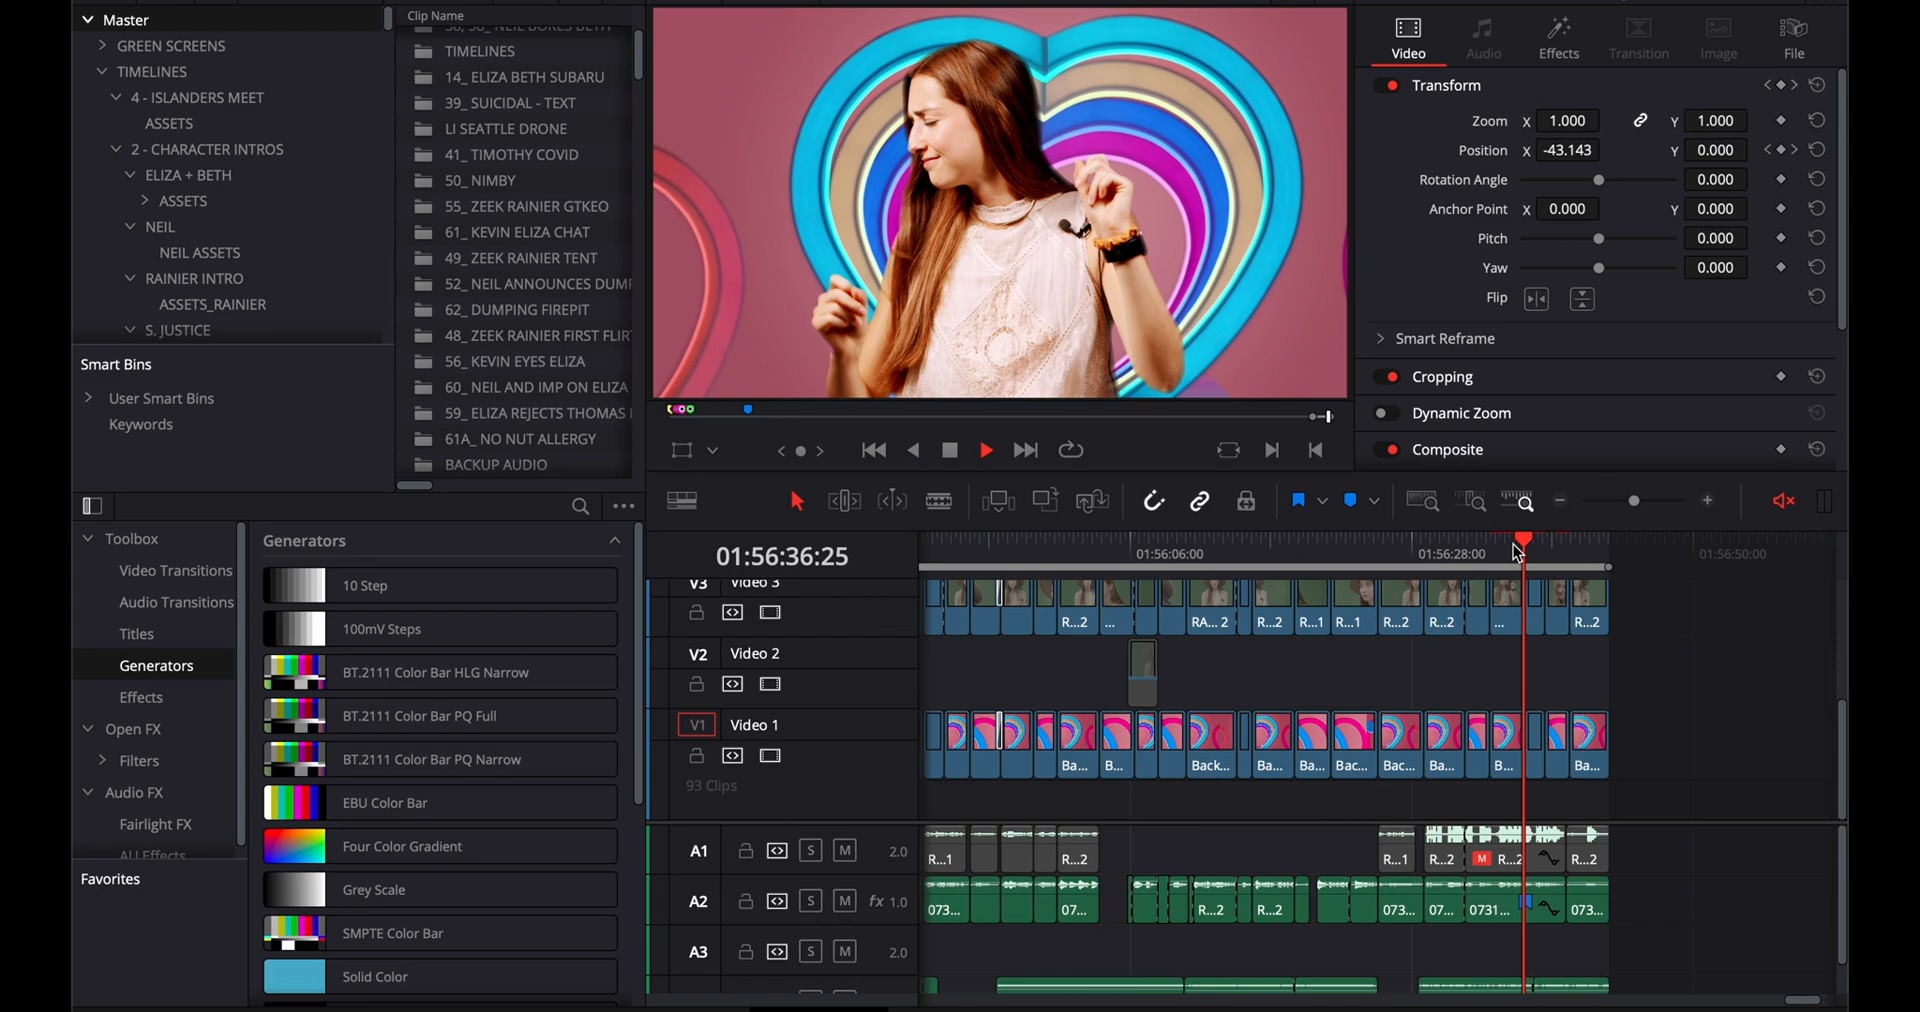 Master
GREEN SCREENS
TIMELINES
4 - ISLANDERS MEET
ASSETS
2 - CHARACTER INTROS
ELIZA + BETH
ASSETS
NEIL
NEIL ASSETS
RAINIER INTRO
ASSETS_RAINIER
S. JUSTICE
Smart Bins
User Smart Bins
Keywords
Clip Name
TIMELINES
14_ ELIZA BETH SUBARU
39_ SUICIDAL - TEXT
LI SEATTLE DRONE
41_ TIMOTHY COVID
50_ NIMBY
55_ ZEEK RAINIER GTKEO
61_ KEVIN ELIZA CHAT
49_ ZEEK RAINIER TENT
52_ NEIL ANNOUNCES DUM
62_ DUMPING FIREPIT
48_ ZEEK RAINIER FIRST FLIR
56_ KEVIN EYES ELIZA
60_ NEIL AND IMP ON ELIZA
59_ ELIZA REJECTS THOMAS
61A_ NO NUT ALLERGY
BACKUP AUDIO
Video
Audio
Effects
Transition
Image
File
Transform
Zoom X 1.000 Y 1.000
Position X -43.143 Y 0.000
Rotation Angle 0.000
Anchor Point X 0.000 Y 0.000
Pitch 0.000
Yaw 0.000
Flip
Smart Reframe
Cropping
Dynamic Zoom
Composite
Toolbox
Video Transitions
Audio Transitions
Titles
Generators
Effects
Open FX
Filters
Audio FX
Fairlight FX
AU Effects
Favorites
Generators
10 Step
100mV Steps
BT.2111 Color Bar HLG Narrow
BT.2111 Color Bar PQ Full
BT.2111 Color Bar PQ Narrow
EBU Color Bar
Four Color Gradient
Grey Scale
SMPTE Color Bar
Solid Color
01:56:36:25
01:56:06:00
01:56:28:00
01:56:50:00
V3 Video 3
R...2 ... RA... 2 R...2 R...1 R...1 R...2 R...2 ... R...2
V2 Video 2
V1 Video 1
Ba... B... Back... Ba... Ba... Bac... Bac... Ba... B... Ba...
93 Clips
A1 S M 2.0
R...1 R...2 R...1 R...2 M R...2 R...2
A2 S M fx 1.0
073... 07... R...2 R...2 073... 07... 0731... 073...
A3 S M 2.0